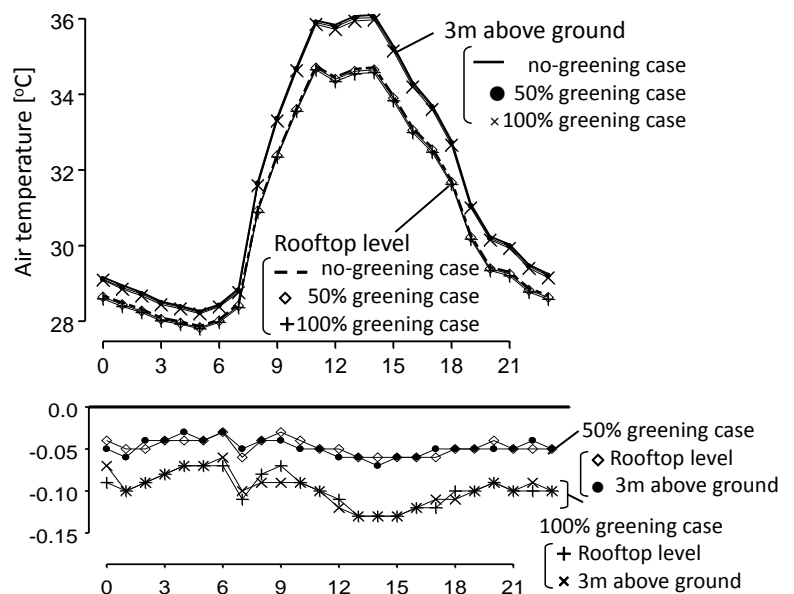 Air temperature [°C]
36
34
32
30
28
3m above ground
no-greening case
● 50% greening case
× 100% greening case
Rooftop level
no-greening case
◇ 50% greening case
+ 100% greening case
0 3 6 9 12 15 18 21
0.0
-0.05
-0.10
-0.15
50% greening case
◇ Rooftop level
● 3m above ground
100% greening case
+ Rooftop level
× 3m above ground
0 3 6 9 12 15 18 21